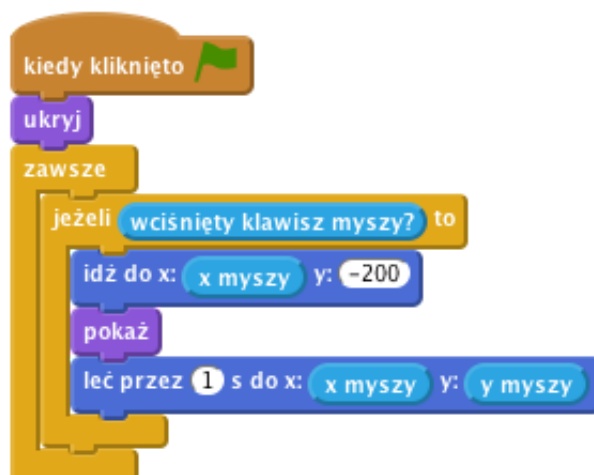 kiedy kliknięto
ukryj
zawsze
jeżeli wciśnięty klawisz myszy? to
idź do x: x myszy y: -200
pokaż
leć przez 1 s do x: x myszy y: y myszy